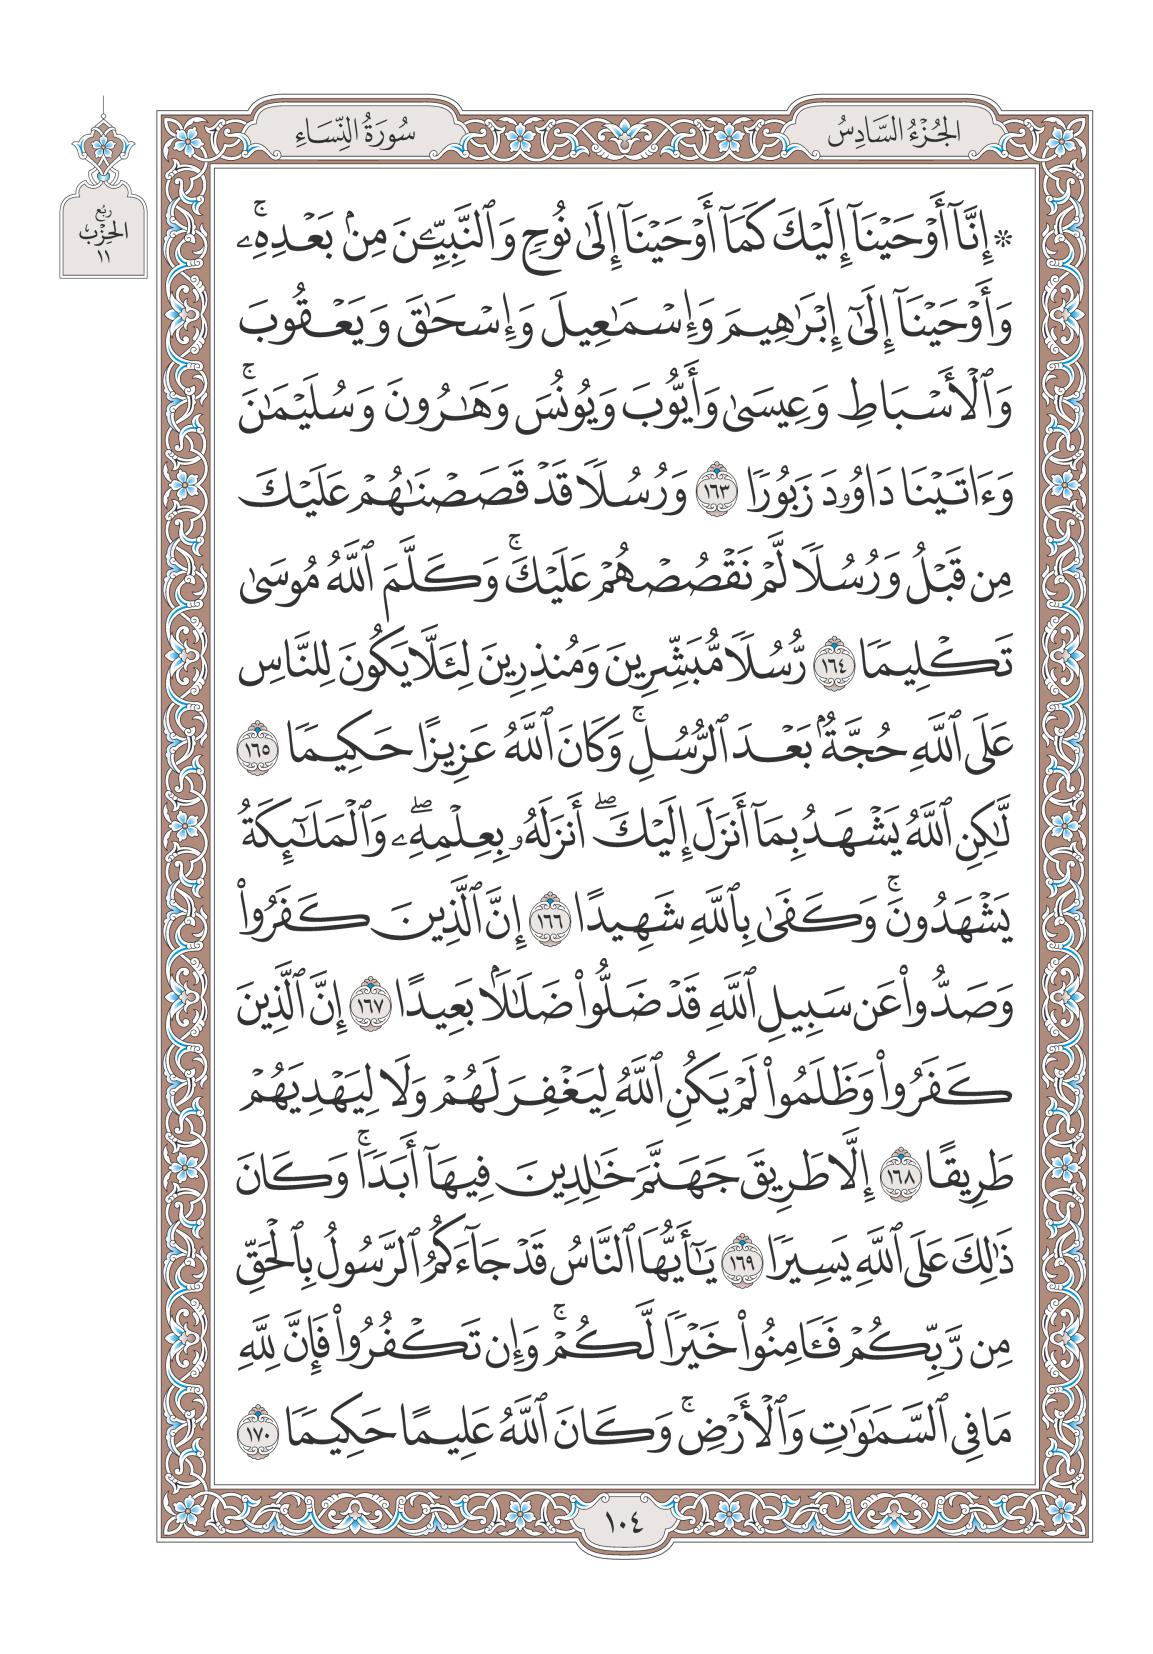 الجُزْءُ السَّادِسُ
سُورَةُ النِّسَاءِ
رُبُع
الحِزْب
١١
* إِنَّآ أَوْحَيْنَآ إِلَيْكَ كَمَآ أَوْحَيْنَآ إِلَىٰ نُوحٍ وَٱلنَّبِيِّـۧنَ مِنۢ بَعْدِهِۦۚ
وَأَوْحَيْنَآ إِلَىٰٓ إِبْرَٰهِيمَ وَإِسْمَٰعِيلَ وَإِسْحَٰقَ وَيَعْقُوبَ
وَٱلْأَسْبَاطِ وَعِيسَىٰ وَأَيُّوبَ وَيُونُسَ وَهَٰرُونَ وَسُلَيْمَٰنَۚ
وَءَاتَيْنَا دَاوُۥدَ زَبُورًا ١٦٣ وَرُسُلًا قَدْ قَصَصْنَٰهُمْ عَلَيْكَ
مِن قَبْلُ وَرُسُلًا لَّمْ نَقْصُصْهُمْ عَلَيْكَۚ وَكَلَّمَ ٱللَّهُ مُوسَىٰ
تَكْلِيمًا ١٦٤ رُّسُلًا مُّبَشِّرِينَ وَمُنذِرِينَ لِئَلَّا يَكُونَ لِلنَّاسِ
عَلَى ٱللَّهِ حُجَّةٌۢ بَعْدَ ٱلرُّسُلِۚ وَكَانَ ٱللَّهُ عَزِيزًا حَكِيمًا ١٦٥
لَّٰكِنِ ٱللَّهُ يَشْهَدُ بِمَآ أَنزَلَ إِلَيْكَۖ أَنزَلَهُۥ بِعِلْمِهِۦۖ وَٱلْمَلَٰٓئِكَةُ
يَشْهَدُونَۚ وَكَفَىٰ بِٱللَّهِ شَهِيدًا ١٦٦ إِنَّ ٱلَّذِينَ كَفَرُوا۟
وَصَدُّوا۟ عَن سَبِيلِ ٱللَّهِ قَدْ ضَلُّوا۟ ضَلَٰلًۢا بَعِيدًا ١٦٧ إِنَّ ٱلَّذِينَ
كَفَرُوا۟ وَظَلَمُوا۟ لَمْ يَكُنِ ٱللَّهُ لِيَغْفِرَ لَهُمْ وَلَا لِيَهْدِيَهُمْ
طَرِيقًا ١٦٨ إِلَّا طَرِيقَ جَهَنَّمَ خَٰلِدِينَ فِيهَآ أَبَدًاۚ وَكَانَ
ذَٰلِكَ عَلَى ٱللَّهِ يَسِيرًا ١٦٩ يَٰٓأَيُّهَا ٱلنَّاسُ قَدْ جَآءَكُمُ ٱلرَّسُولُ بِٱلْحَقِّ
مِن رَّبِّكُمْ فَـَٔامِنُوا۟ خَيْرًا لَّكُمْۚ وَإِن تَكْفُرُوا۟ فَإِنَّ لِلَّهِ
مَا فِى ٱلسَّمَٰوَٰتِ وَٱلْأَرْضِۚ وَكَانَ ٱللَّهُ عَلِيمًا حَكِيمًا ١٧٠
١٠٤